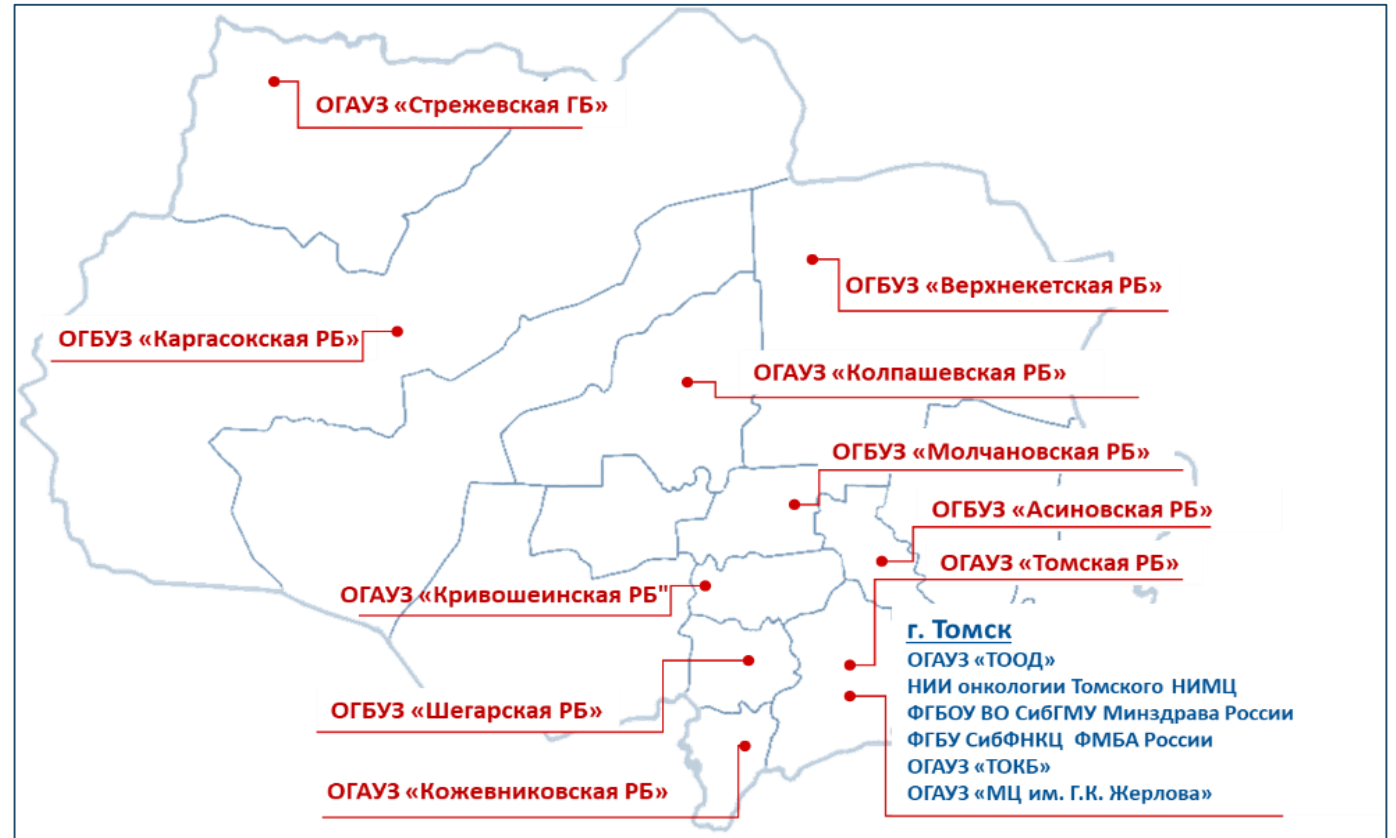 ОГАУЗ «Стрежевская ГБ»
ОГБУЗ «Верхнекетская РБ»
ОГБУЗ «Каргасокская РБ»
ОГАУЗ «Колпашевская РБ»
ОГБУЗ «Молчановская РБ»
ОГБУЗ «Асиновская РБ»
ОГАУЗ «Томская РБ»
ОГАУЗ «Кривошеинская РБ"
г. Томск
ОГАУЗ «ТООД»
НИИ онкологии Томского НИМЦ
ФГБОУ ВО СибГМУ Минздрава России
ФГБУ СибФНКЦ ФМБА России
ОГАУЗ «ТОКБ»
ОГАУЗ «МЦ им. Г.К. Жерлова»
ОГБУЗ «Шегарская РБ»
ОГАУЗ «Кожевниковская РБ»